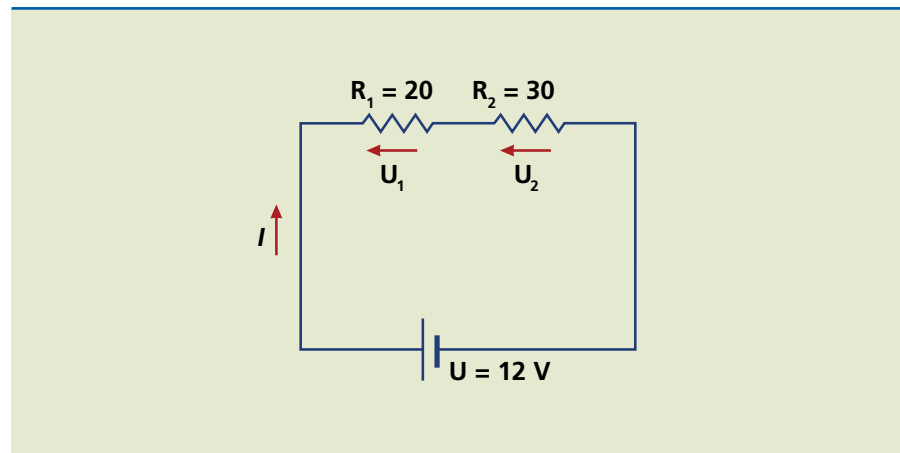 R₁ = 20 R₂ = 30
U₁ U₂
I
U = 12 V